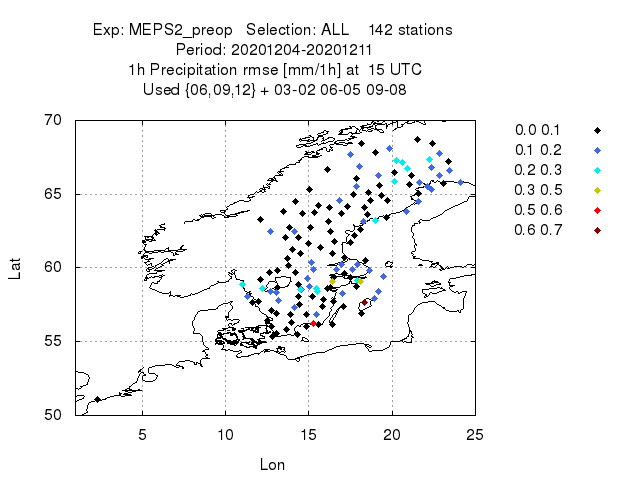 Exp: MEPS2_preop   Selection: ALL    142 stations
Period: 20201204-20201211
1h Precipitation rmse [mm/1h] at  15 UTC
Used {06,09,12} + 03-02 06-05 09-08
70
65
60
55
50
Lat
5
10
15
20
25
Lon
0.0 0.1
0.1 0.2
0.2 0.3
0.3 0.5
0.5 0.6
0.6 0.7